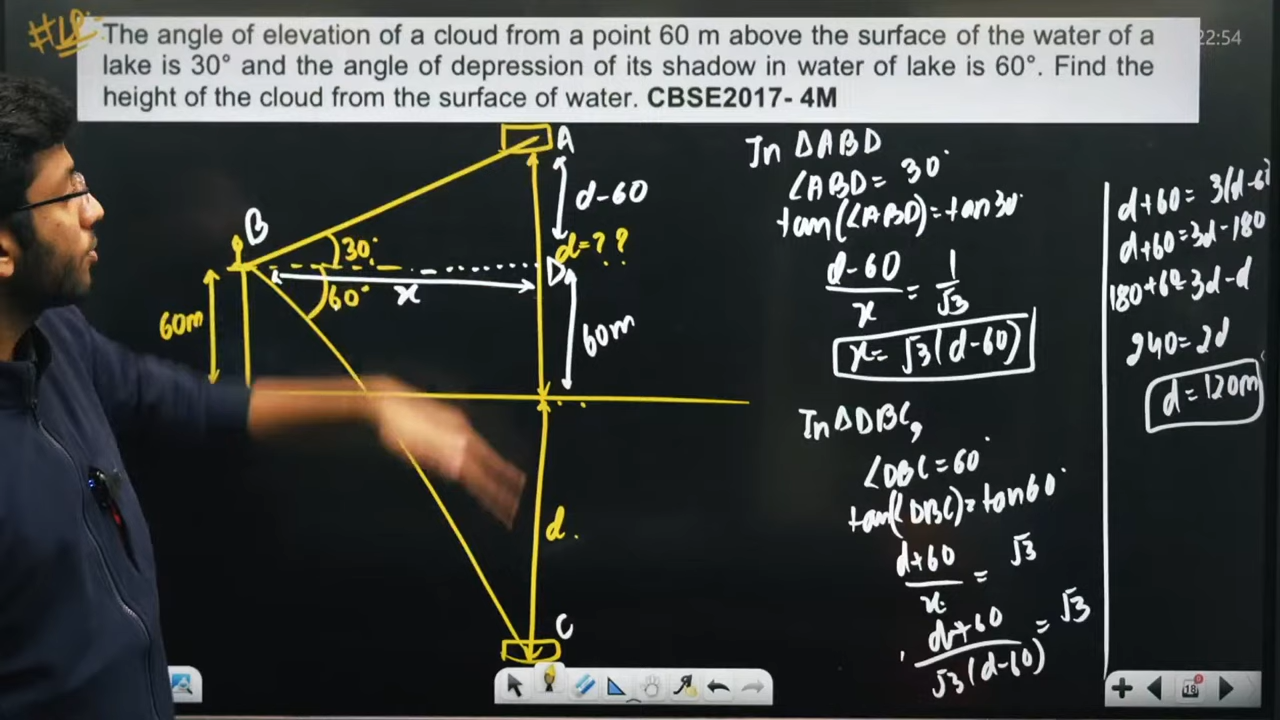 #LP.
The angle of elevation of a cloud from a point 60 m above the surface of the water of a
lake is 30° and the angle of depression of its shadow in water of lake is 60°. Find the
height of the cloud from the surface of water. CBSE2017- 4M
22:54
A
d-60
B
30°
d=??
D
60°
x
60m
60m
d.
C
In ΔABD
∠ABD = 30°
tan(∠ABD)=tan30°
d-60/x = 1/√3
x= √3(d-60)
In ΔDBC,
∠DBC=60°
tan(∠DBC)=tan60°
d+60/x = √3
d+60/√3(d-60) = √3
d+60= 3(d-60
d+60=3d-180
180+60=3d-d
240=2d
d=120m
18